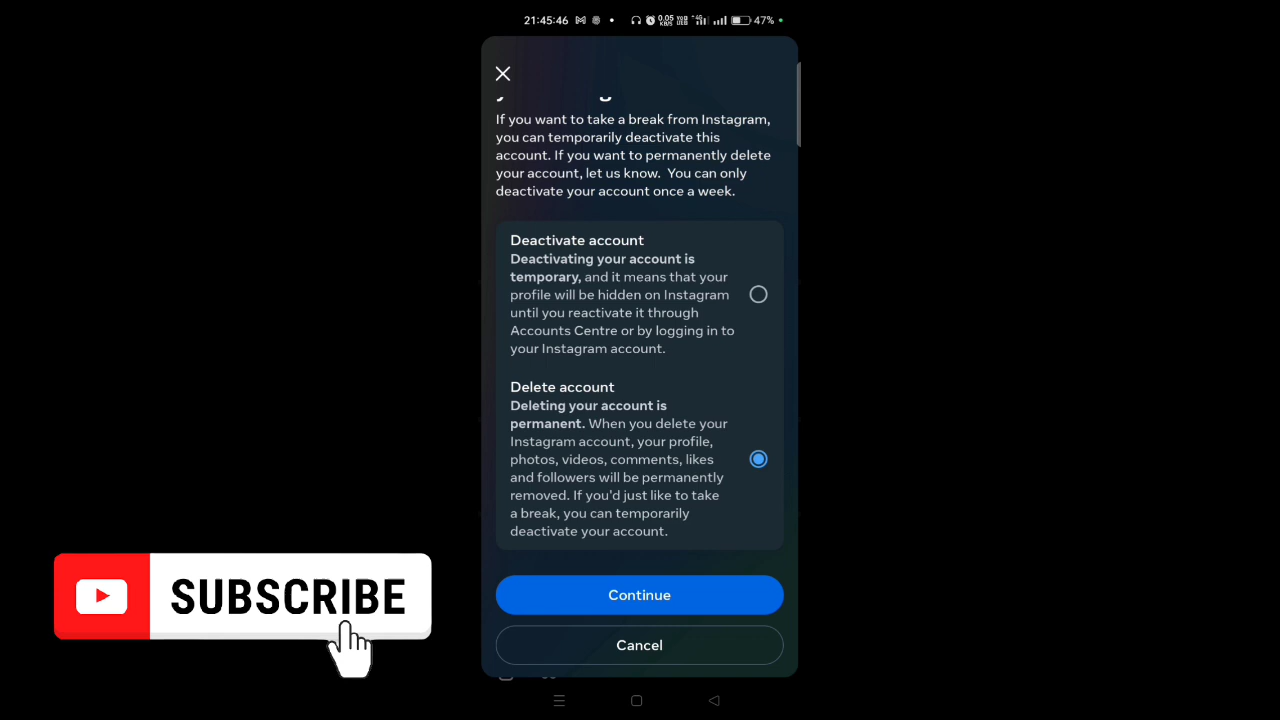 21:45:46 0.05 KB/S 4G 47%
If you want to take a break from Instagram,
you can temporarily deactivate this
account. If you want to permanently delete
your account, let us know. You can only
deactivate your account once a week.
Deactivate account
Deactivating your account is
temporary, and it means that your
profile will be hidden on Instagram
until you reactivate it through
Accounts Centre or by logging in to
your Instagram account.
Delete account
Deleting your account is
permanent. When you delete your
Instagram account, your profile,
photos, videos, comments, likes
and followers will be permanently
removed. If you'd just like to take
a break, you can temporarily
deactivate your account.
Continue
Cancel
SUBSCRIBE